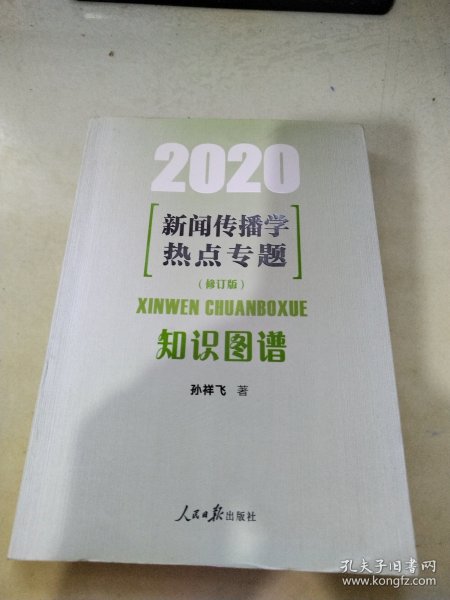 2020
新闻传播学
热点专题
（修订版）
XINWEN CHUANBOXUE
知识图谱
孙祥飞 著
人民日报出版社
孔夫子旧书网
www.kongfz.com